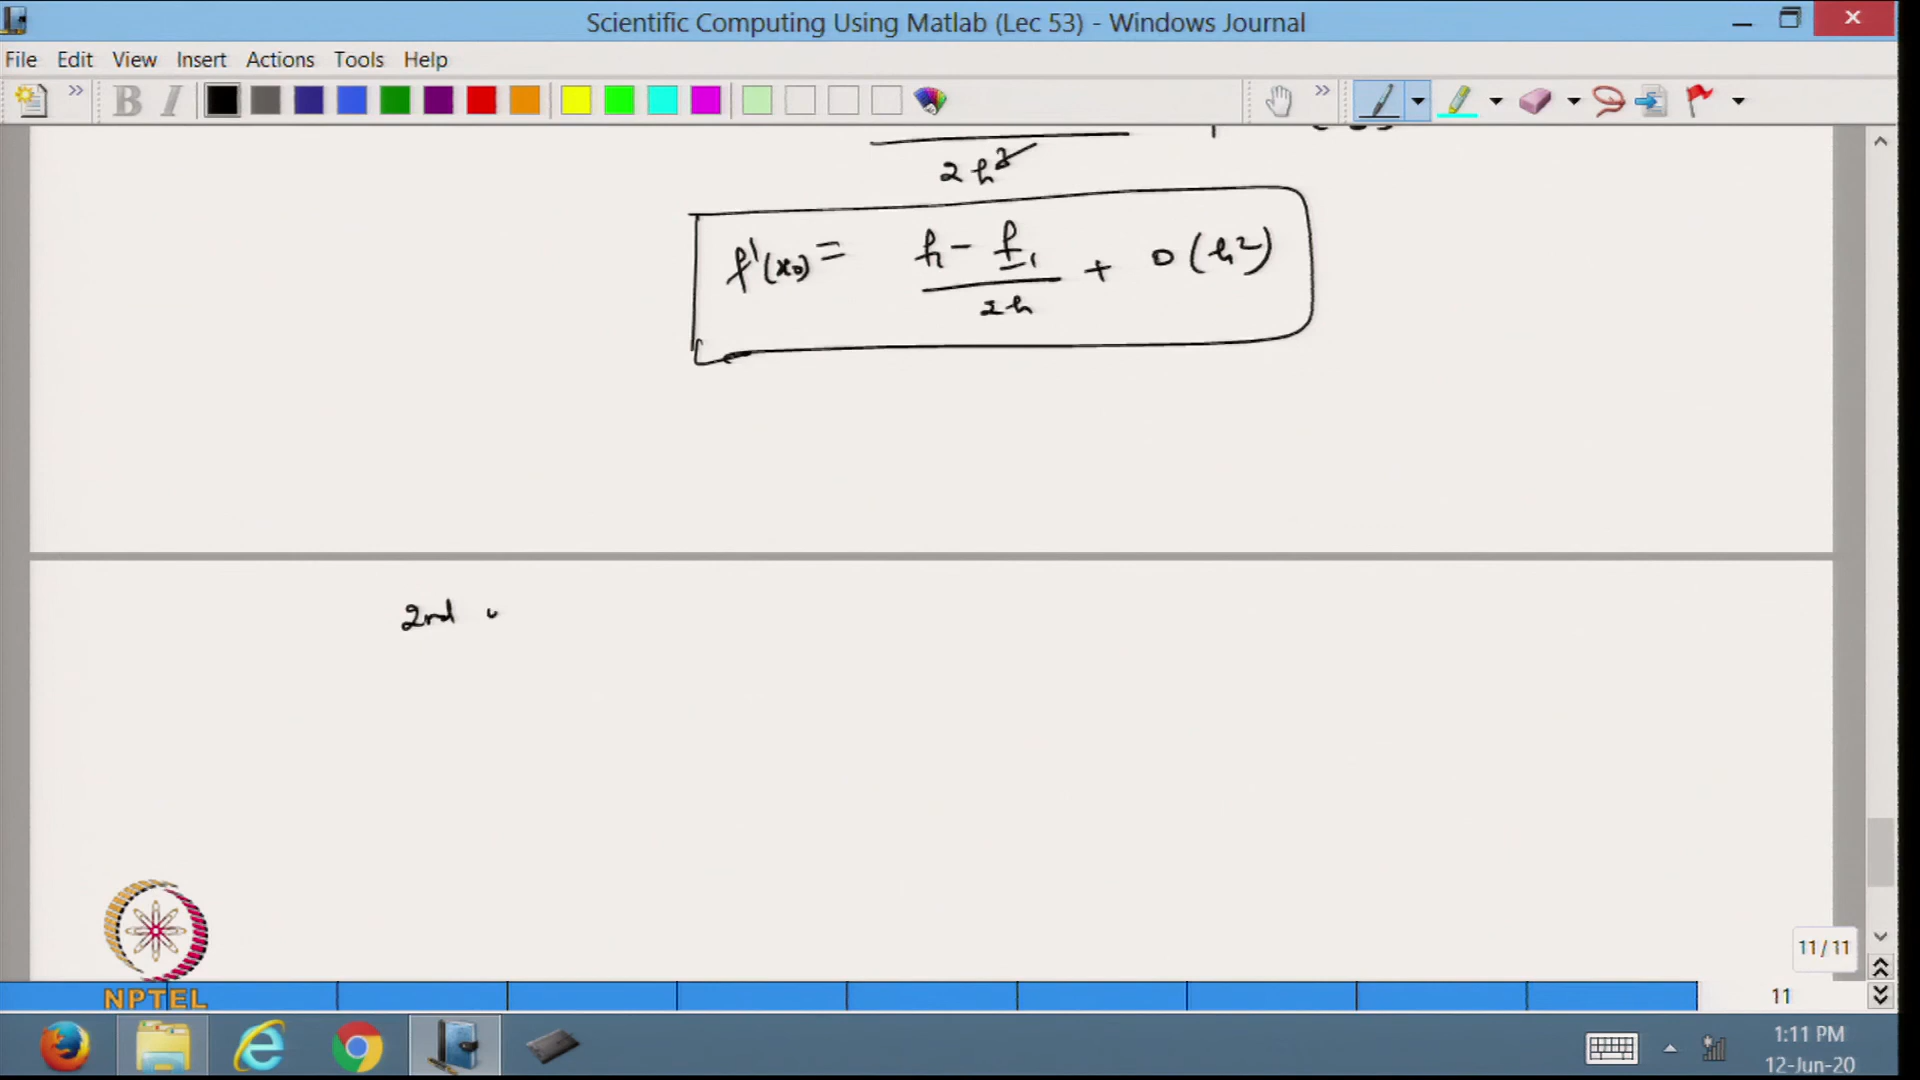 Scientific Computing Using Matlab (Lec 53) - Windows Journal
File Edit View Insert Actions Tools Help
B I
2h³
f'(x₀) = f₁ - f₋₁ / 2h + O(h²)
2nd
11 / 11
NPTEL
11
1:11 PM
12-Jun-20